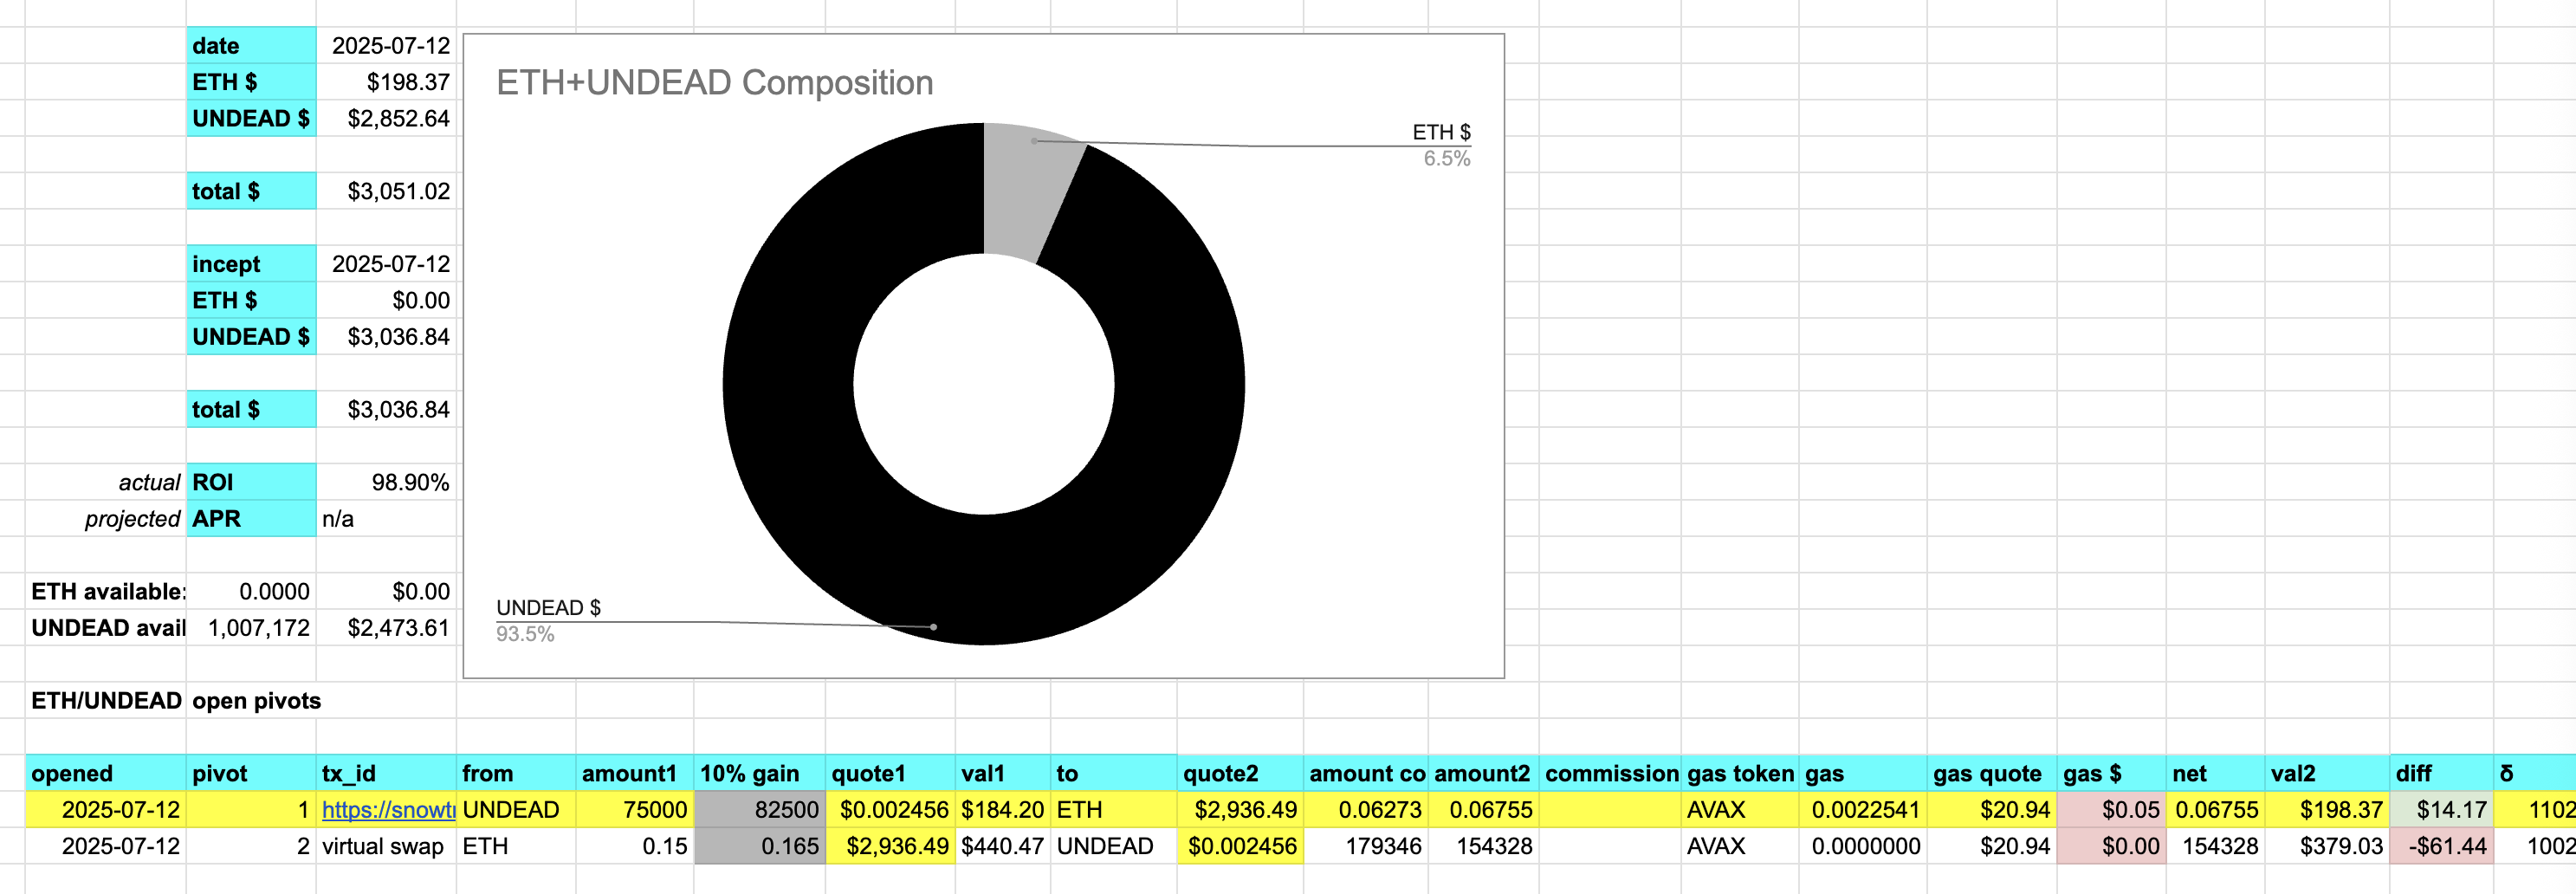 date 2025-07-12
ETH $ $198.37
UNDEAD $ $2,852.64
total $ $3,051.02
incept 2025-07-12
ETH $ $0.00
UNDEAD $ $3,036.84
total $ $3,036.84
actual ROI 98.90%
projected APR n/a
ETH available: 0.0000 $0.00
UNDEAD avail 1,007,172 $2,473.61
ETH+UNDEAD Composition
ETH $
6.5%
UNDEAD $
93.5%
ETH/UNDEAD open pivots
opened pivot tx_id from amount1 10% gain quote1 val1 to quote2 amount co amount2 commission gas token gas gas quote gas $ net val2 diff δ
2025-07-12 1 https://snowtr UNDEAD 75000 82500 $0.002456 $184.20 ETH $2,936.49 0.06273 0.06755 AVAX 0.0022541 $20.94 $0.05 0.06755 $198.37 $14.17 1102
2025-07-12 2 virtual swap ETH 0.15 0.165 $2,936.49 $440.47 UNDEAD $0.002456 179346 154328 AVAX 0.0000000 $20.94 $0.00 154328 $379.03 -$61.44 1002